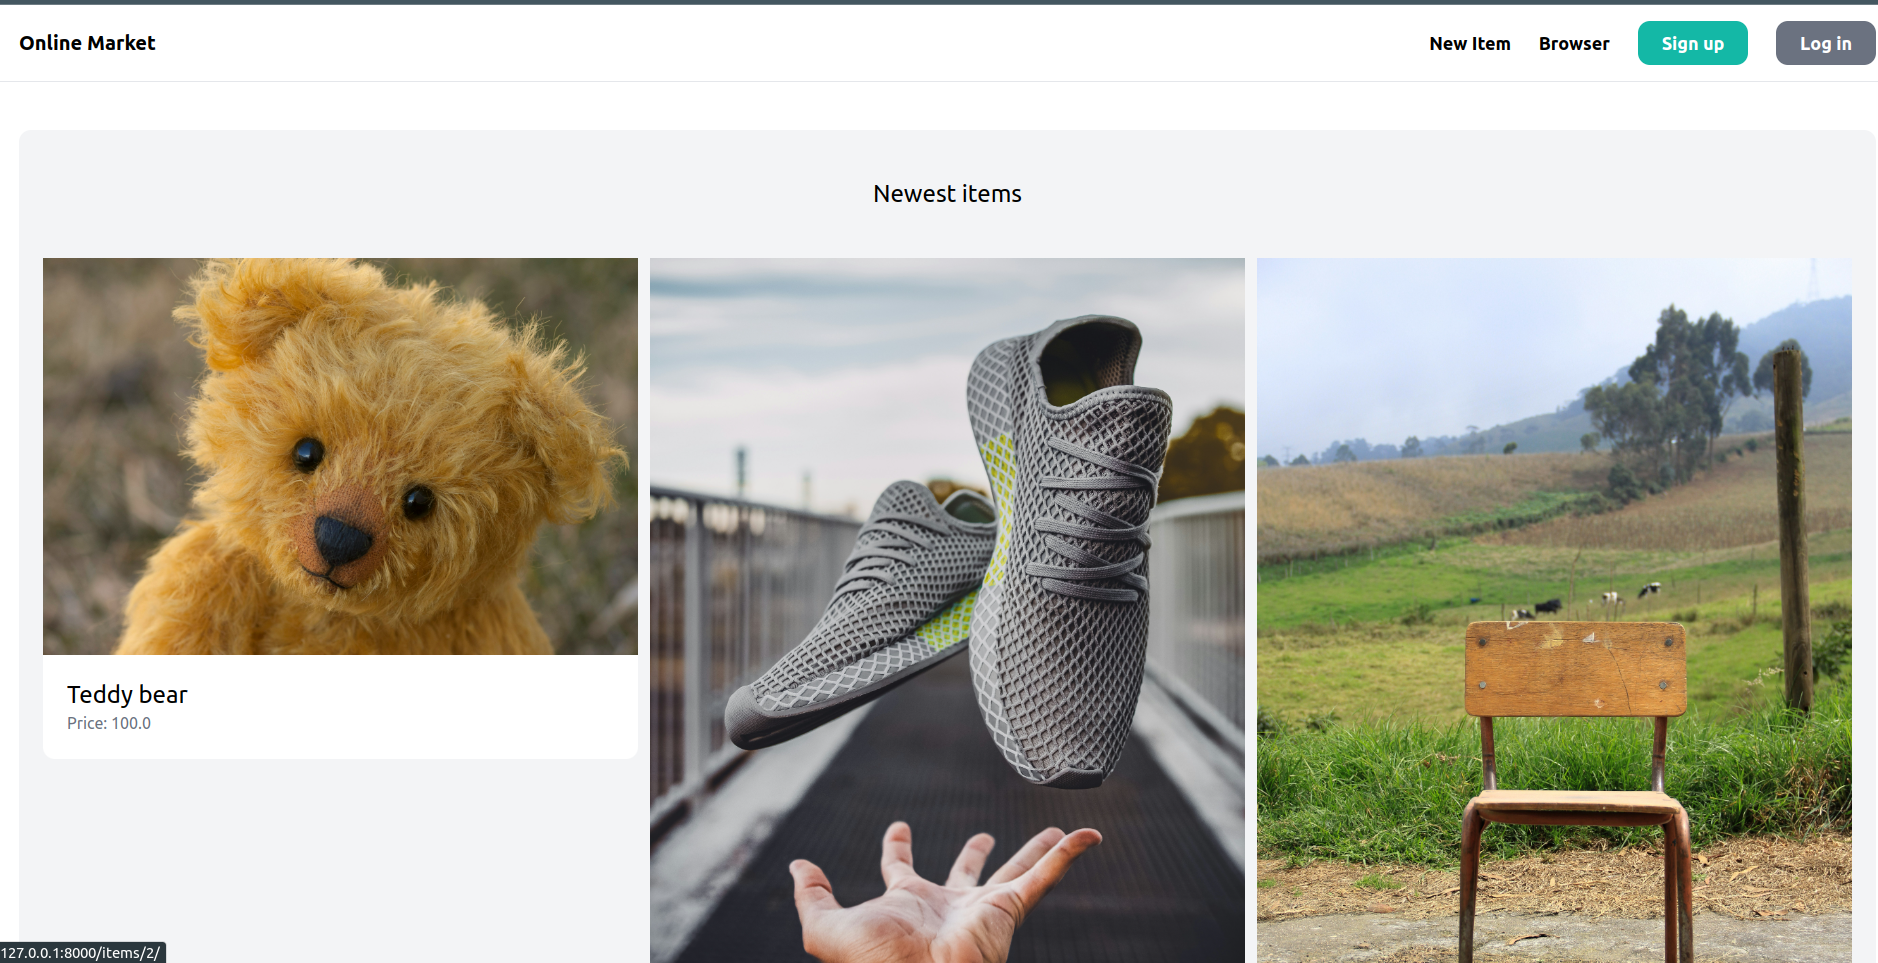 Online Market
New Item
Browser
Sign up
Log in
Newest items
Teddy bear
Price: 100.0
127.0.0.1:8000/items/2/